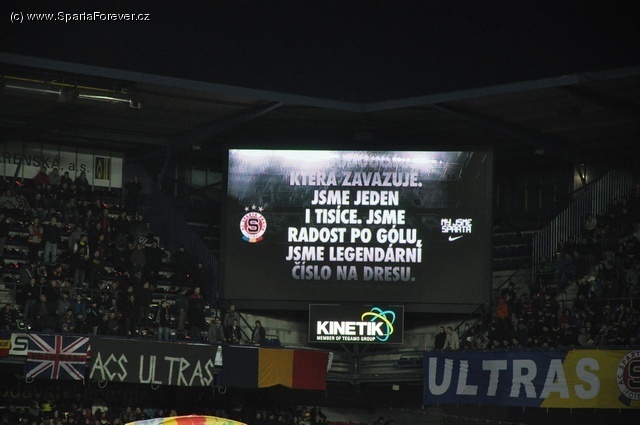 (c) www.SpartaForever.cz
KTERÁ ZAVAZUJE.
JSME JEDEN
I TISÍCE. JSME
RADOST PO GÓLU,
JSME LEGENDÁRNÍ
ČÍSLO NA DRESU.
MY JSME
SPARTA
S
KINETIK
MEMBER OF TEGAMO GROUP
ACS ULTRAS
ULTRAS
S